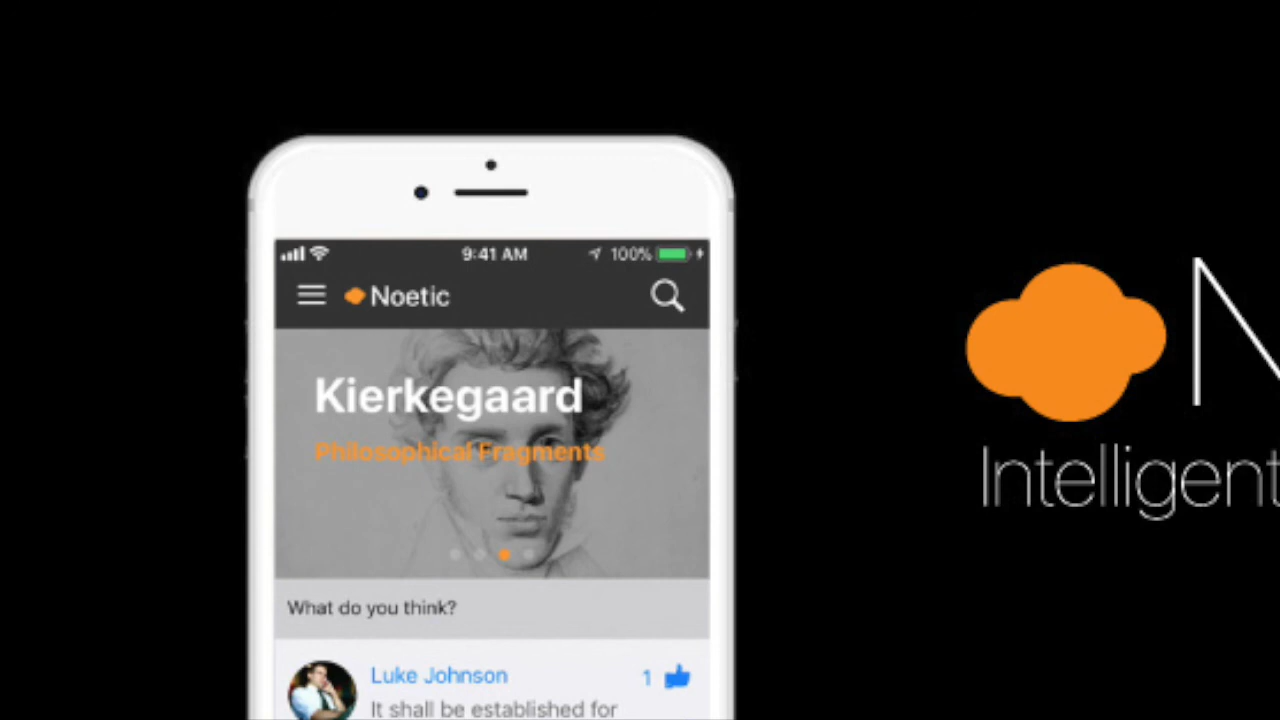 9:41 AM 100%
Noetic
Kierkegaard
Philosophical Fragments
What do you think?
Luke Johnson 1
It shall be established for
N
Intelligent